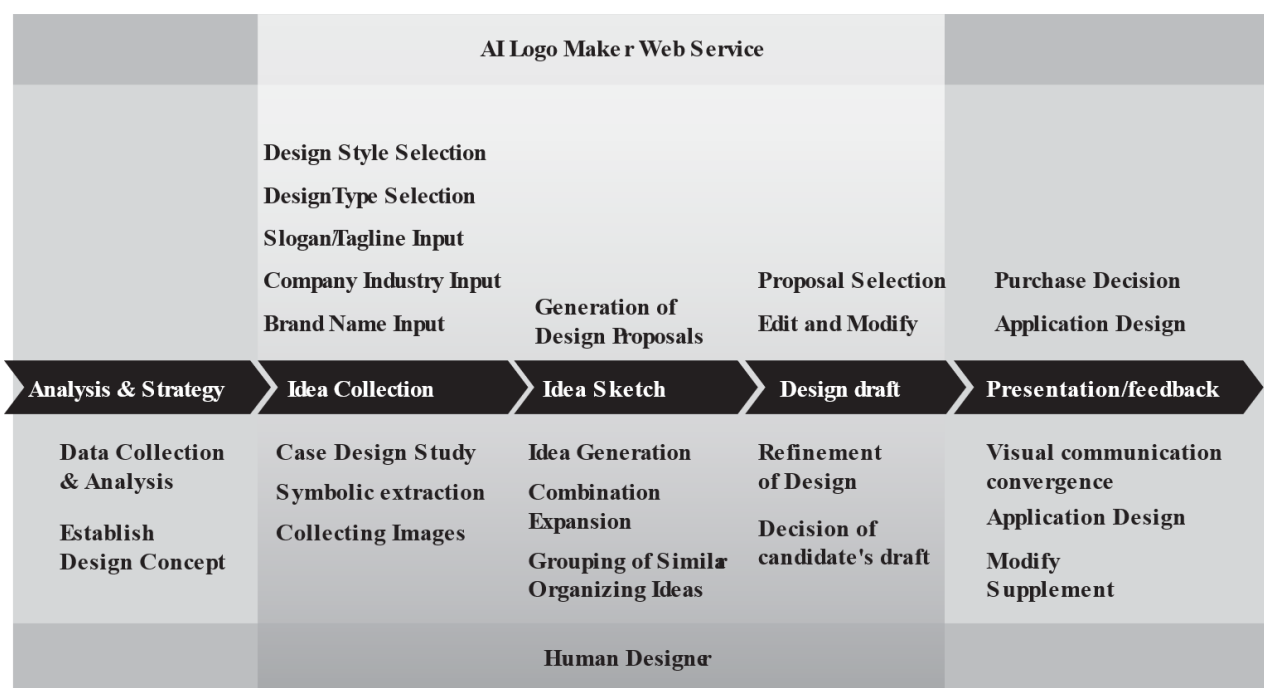 AI Logo Maker Web Service
Design Style Selection
DesignType Selection
Slogan/Tagline Input
Company Industry Input
Brand Name Input
Generation of
Design Proposals
Proposal Selection
Edit and Modify
Purchase Decision
Application Design
Analysis & Strategy
Idea Collection
Idea Sketch
Design draft
Presentation/feedback
Data Collection
& Analysis
Establish
Design Concept
Case Design Study
Symbolic extraction
Collecting Images
Idea Generation
Combination
Expansion
Grouping of Similar
Organizing Ideas
Refinement
of Design
Decision of
candidate's draft
Visual communication
convergence
Application Design
Modify
Supplement
Human Designer